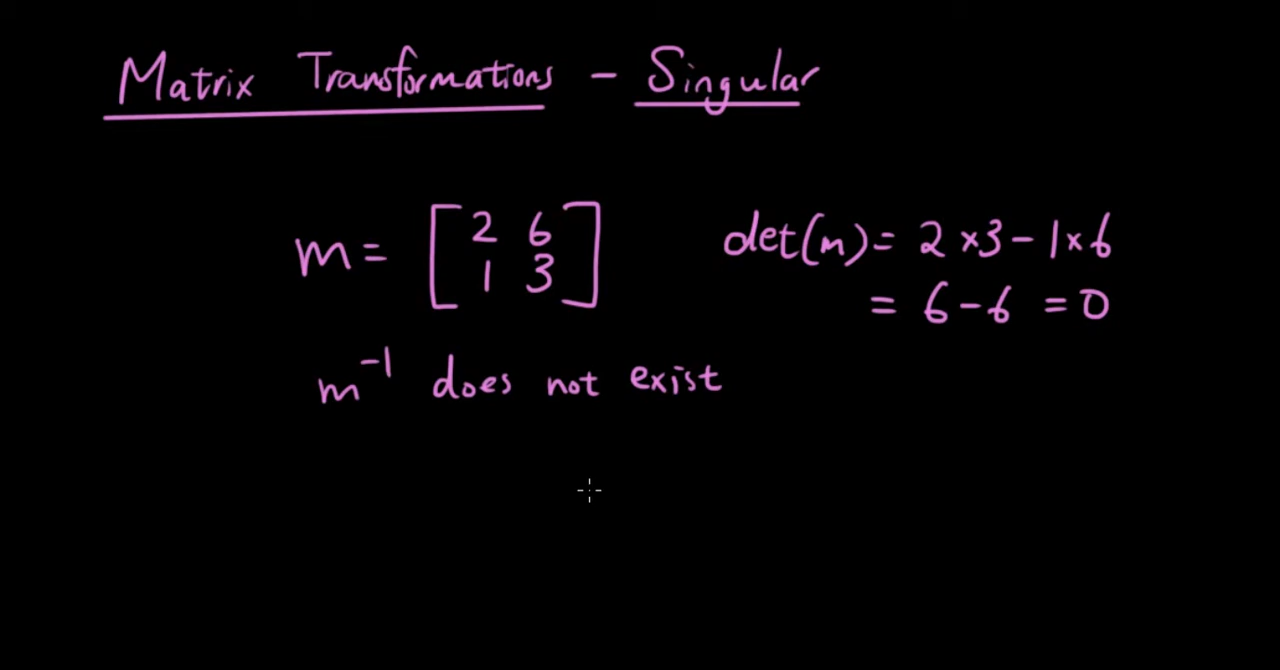 Matrix Transformations - Singular
m = [2 6
1 3]
det(m) = 2 × 3 - 1 × 6
= 6 - 6 = 0
m⁻¹ does not exist